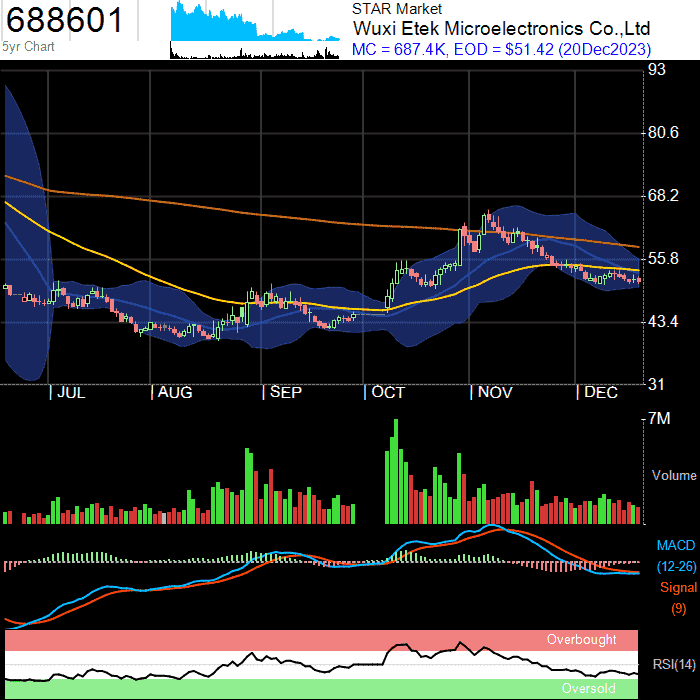 688601
5yr Chart
STAR Market
Wuxi Etek Microelectronics Co.,Ltd
MC = 687.4K, EOD = $51.42 (20Dec2023)
93
80.6
68.2
55.8
43.4
31
JUL
AUG
SEP
OCT
NOV
DEC
7M
Volume
MACD
(12-26)
Signal
(9)
Overbought
RSI(14)
Oversold